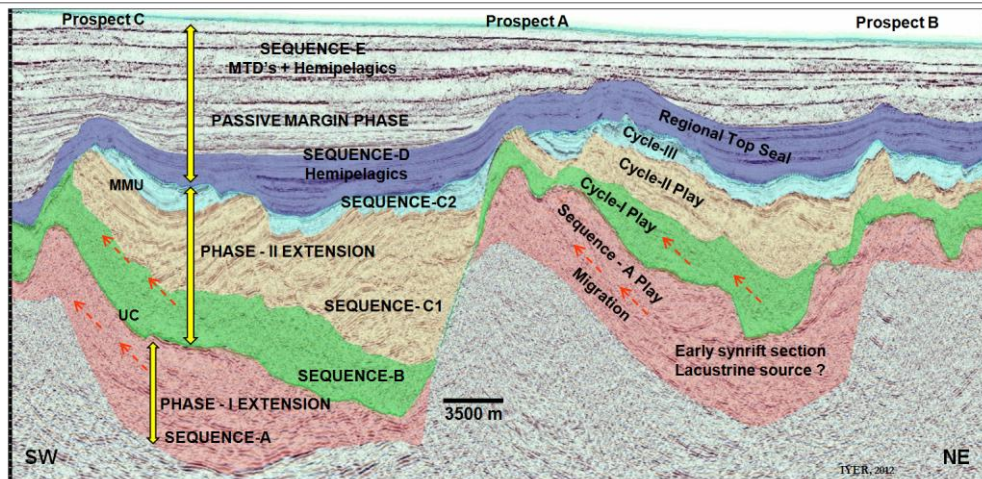 Prospect C
Prospect A
Prospect B
SEQUENCE-E
MTD's + Hemipelagics
PASSIVE MARGIN PHASE
Regional Top Seal
SEQUENCE-D
Hemipelagics
Cycle-III
MMU
SEQUENCE-C2
Cycle-II Play
Cycle-I Play
PHASE - II EXTENSION
Sequence - A Play
Migration
SEQUENCE- C1
UC
Early synrift section
Lacustrine source ?
SEQUENCE-B
PHASE - I EXTENSION
3500 m
SEQUENCE-A
SW
NE
IYER, 2012